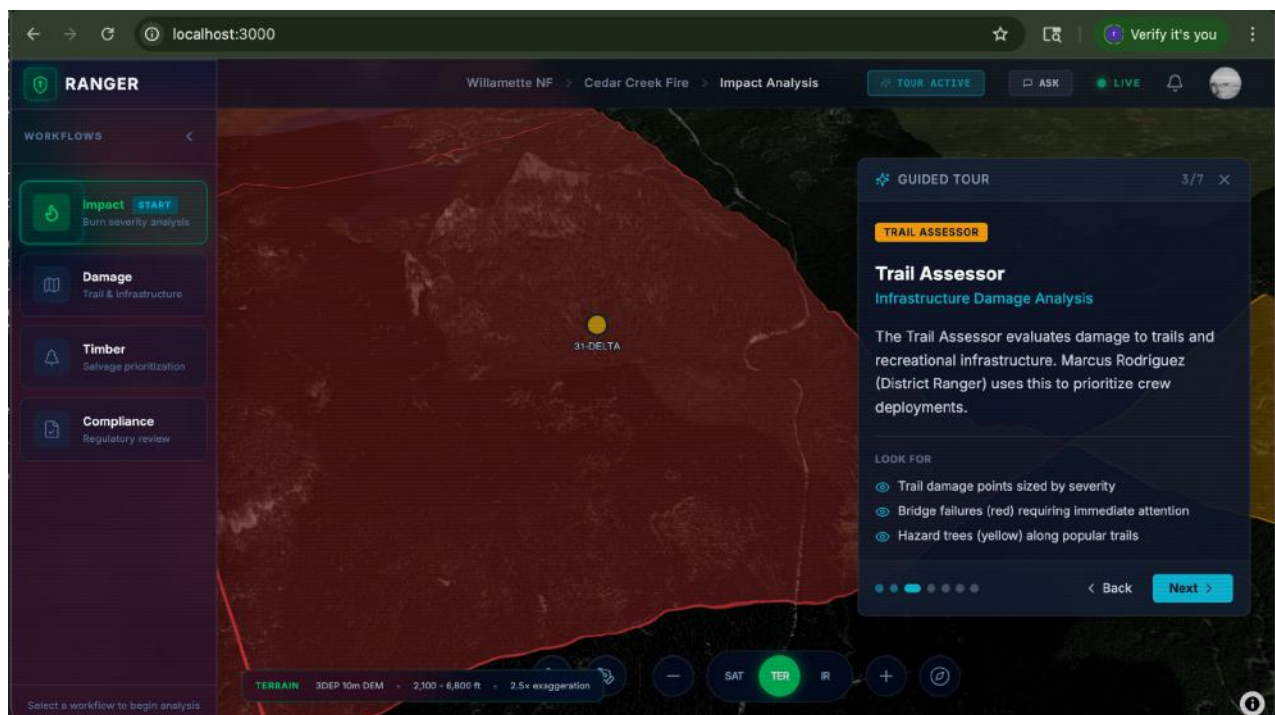 localhost:3000
Verify it's you
RANGER
Willamette NF > Cedar Creek Fire > Impact Analysis
TOUR ACTIVE
ASK
LIVE
WORKFLOWS
Impact START
Burn severity analysis
Damage
Trail & infrastructure
Timber
Salvage prioritization
Compliance
Regulatory review
Select a workflow to begin analysis
31-DELTA
GUIDED TOUR 3/7
TRAIL ASSESSOR
Trail Assessor
Infrastructure Damage Analysis
The Trail Assessor evaluates damage to trails and
recreational infrastructure. Marcus Rodriguez
(District Ranger) uses this to prioritize crew
deployments.
LOOK FOR
Trail damage points sized by severity
Bridge failures (red) requiring immediate attention
Hazard trees (yellow) along popular trails
< Back
Next >
TERRAIN 3DEP 10m DEM 2,100 - 6,800 ft 2.5x exaggeration
SAT TER IR